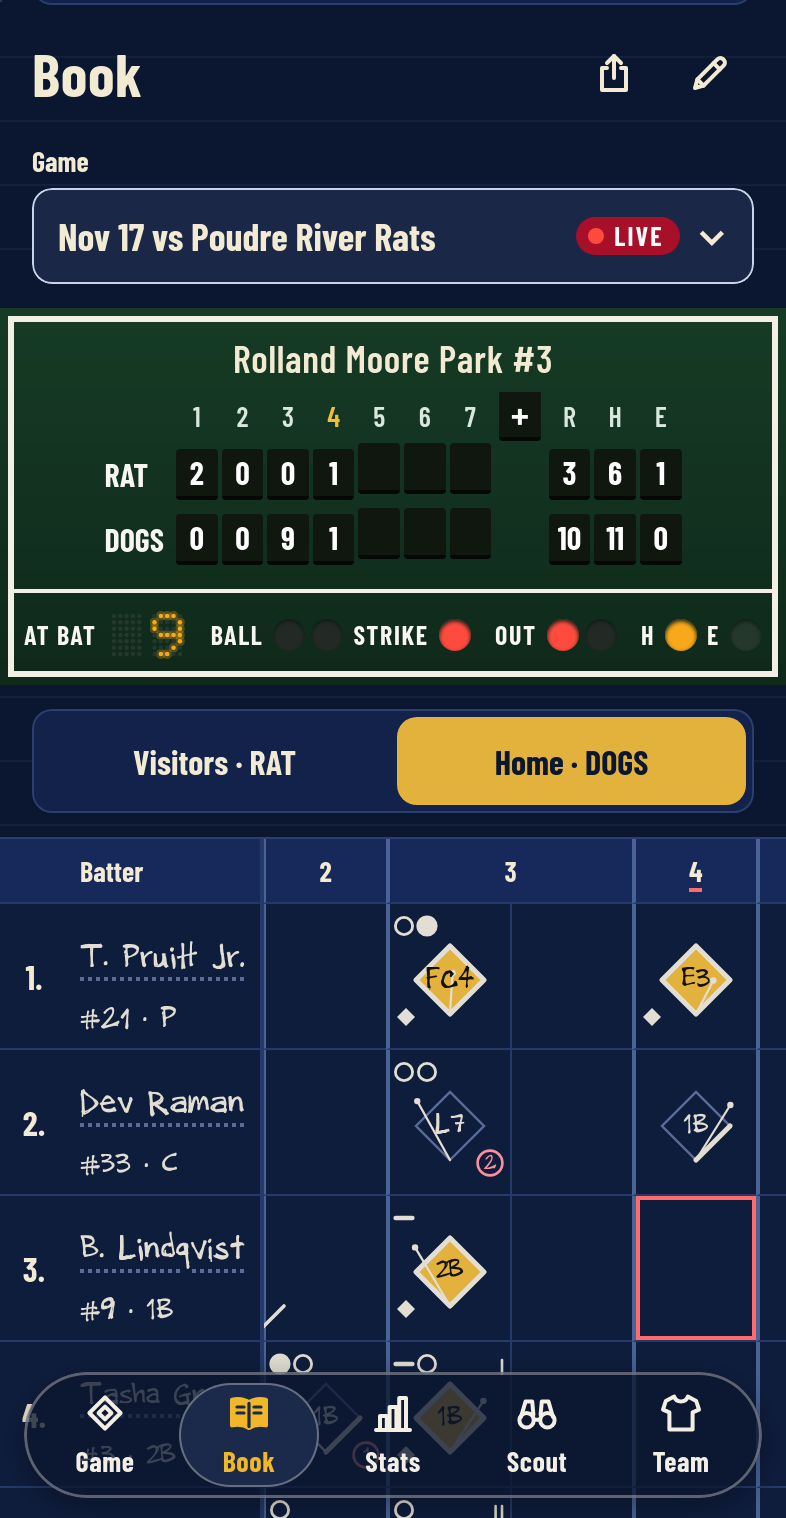 Book
Game
Nov 17 vs Poudre River Rats LIVE
Rolland Moore Park #3
1 2 3 4 5 6 7 + R H E
RAT 2 0 0 1 3 6 1
DOGS 0 0 9 1 10 11 0
AT BAT 9 BALL STRIKE OUT H E
Visitors · RAT Home · DOGS
Batter 2 3 4
1. T. Pruitt Jr. FC4 E3
#21 · P
2. Dev Raman L7 1B
#33 · C 2
3. B. Lindqvist 2B
#9 · 1B
4. Tasha 1B 1B
#3 · 2B
Game Book Stats Scout Team